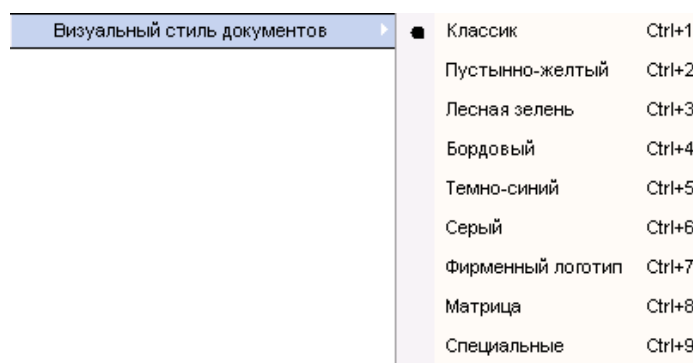 Визуальный стиль документов
Классик Ctrl+1
Пустынно-желтый Ctrl+2
Лесная зелень Ctrl+3
Бордовый Ctrl+4
Темно-синий Ctrl+5
Серый Ctrl+6
Фирменный логотип Ctrl+7
Матрица Ctrl+8
Специальные Ctrl+9